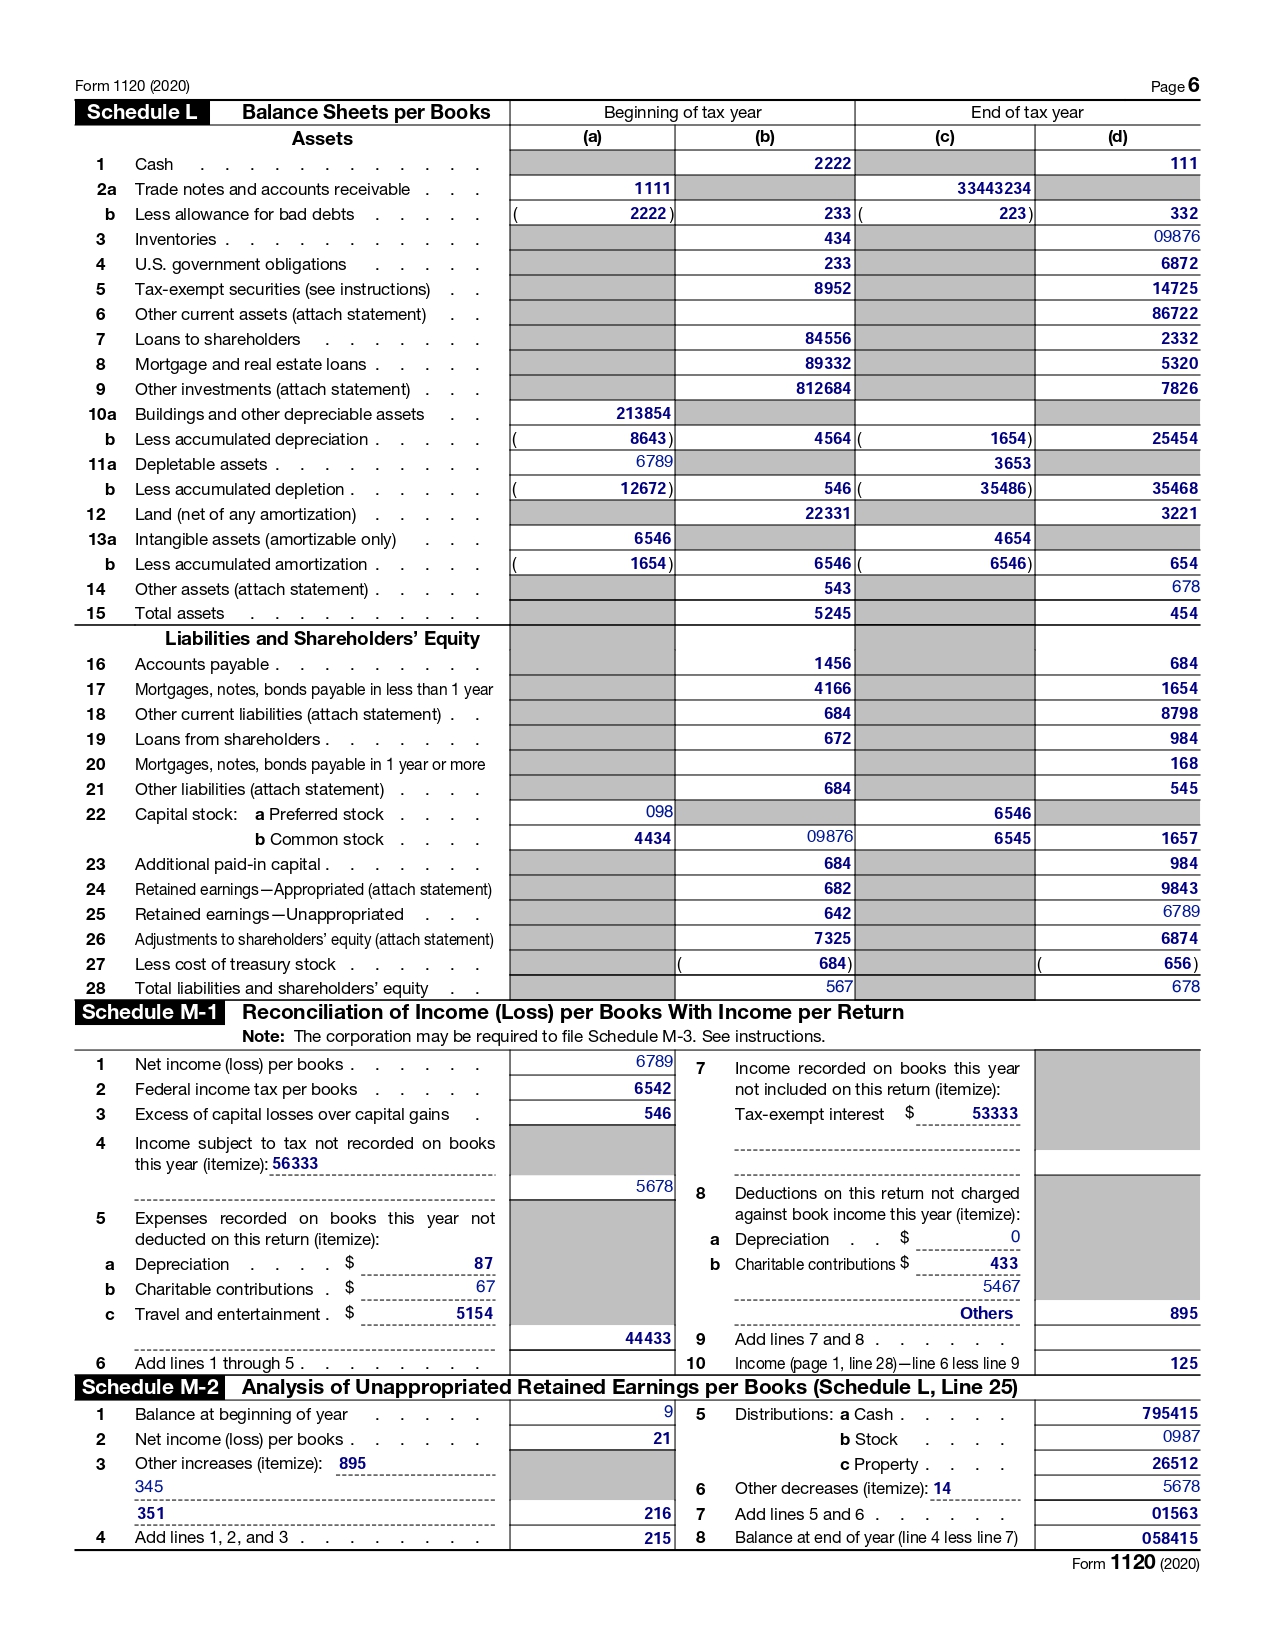 Form 1120 (2020) Page 6
Schedule L Balance Sheets per Books Beginning of tax year End of tax year
Assets (a) (b) (c) (d)
1 Cash . . . . . . . . . . . . 2222 111
2a Trade notes and accounts receivable . . . 1111 33443234
b Less allowance for bad debts . . . . . ( 2222 ) 233 ( 223 ) 332
3 Inventories . . . . . . . . . . . 434 09876
4 U.S. government obligations . . . . . 233 6872
5 Tax-exempt securities (see instructions) . . 8952 14725
6 Other current assets (attach statement) . . 86722
7 Loans to shareholders . . . . . . . 84556 2332
8 Mortgage and real estate loans . . . . . 89332 5320
9 Other investments (attach statement) . . . 812684 7826
10a Buildings and other depreciable assets . . 213854
b Less accumulated depreciation . . . . . ( 8643 ) 4564 ( 1654 ) 25454
11a Depletable assets . . . . . . . . . 6789 3653
b Less accumulated depletion . . . . . . ( 12672 ) 546 ( 35486 ) 35468
12 Land (net of any amortization) . . . . . 22331 3221
13a Intangible assets (amortizable only) . . . 6546 4654
b Less accumulated amortization . . . . . ( 1654 ) 6546 ( 6546 ) 654
14 Other assets (attach statement) . . . . . 543 678
15 Total assets . . . . . . . . . . 5245 454
Liabilities and Shareholders' Equity
16 Accounts payable . . . . . . . . . 1456 684
17 Mortgages, notes, bonds payable in less than 1 year 4166 1654
18 Other current liabilities (attach statement) . . 684 8798
19 Loans from shareholders . . . . . . . 672 984
20 Mortgages, notes, bonds payable in 1 year or more 168
21 Other liabilities (attach statement) . . . . 684 545
22 Capital stock: a Preferred stock . . . . 098 6546
b Common stock . . . . 4434 09876 6545 1657
23 Additional paid-in capital . . . . . . . 684 984
24 Retained earnings—Appropriated (attach statement) 682 9843
25 Retained earnings—Unappropriated . . . 642 6789
26 Adjustments to shareholders' equity (attach statement) 7325 6874
27 Less cost of treasury stock . . . . . . ( 684 ) ( 656 )
28 Total liabilities and shareholders' equity . . 567 678
Schedule M-1 Reconciliation of Income (Loss) per Books With Income per Return
Note: The corporation may be required to file Schedule M-3. See instructions.
1 Net income (loss) per books . . . . . . 6789
2 Federal income tax per books . . . . . 6542
3 Excess of capital losses over capital gains . 546
4 Income subject to tax not recorded on books
this year (itemize): 56333
5678
5 Expenses recorded on books this year not
deducted on this return (itemize):
a Depreciation . . . . $ 87
b Charitable contributions . $ 67
c Travel and entertainment . $ 5154
44433
6 Add lines 1 through 5 . . . . . . . .
7 Income recorded on books this year
not included on this return (itemize):
Tax-exempt interest $ 53333
8 Deductions on this return not charged
against book income this year (itemize):
a Depreciation . . $ 0
b Charitable contributions $ 433
5467
Others 895
9 Add lines 7 and 8 . . . . . .
10 Income (page 1, line 28)—line 6 less line 9 125
Schedule M-2 Analysis of Unappropriated Retained Earnings per Books (Schedule L, Line 25)
1 Balance at beginning of year . . . . . 9
2 Net income (loss) per books . . . . . . 21
3 Other increases (itemize): 895
345
351 216
4 Add lines 1, 2, and 3 . . . . . . . . 215
5 Distributions: a Cash . . . . . 795415
b Stock . . . . 0987
c Property . . . . 26512
6 Other decreases (itemize): 14 5678
7 Add lines 5 and 6 . . . . . . 01563
8 Balance at end of year (line 4 less line 7) 058415
Form 1120 (2020)